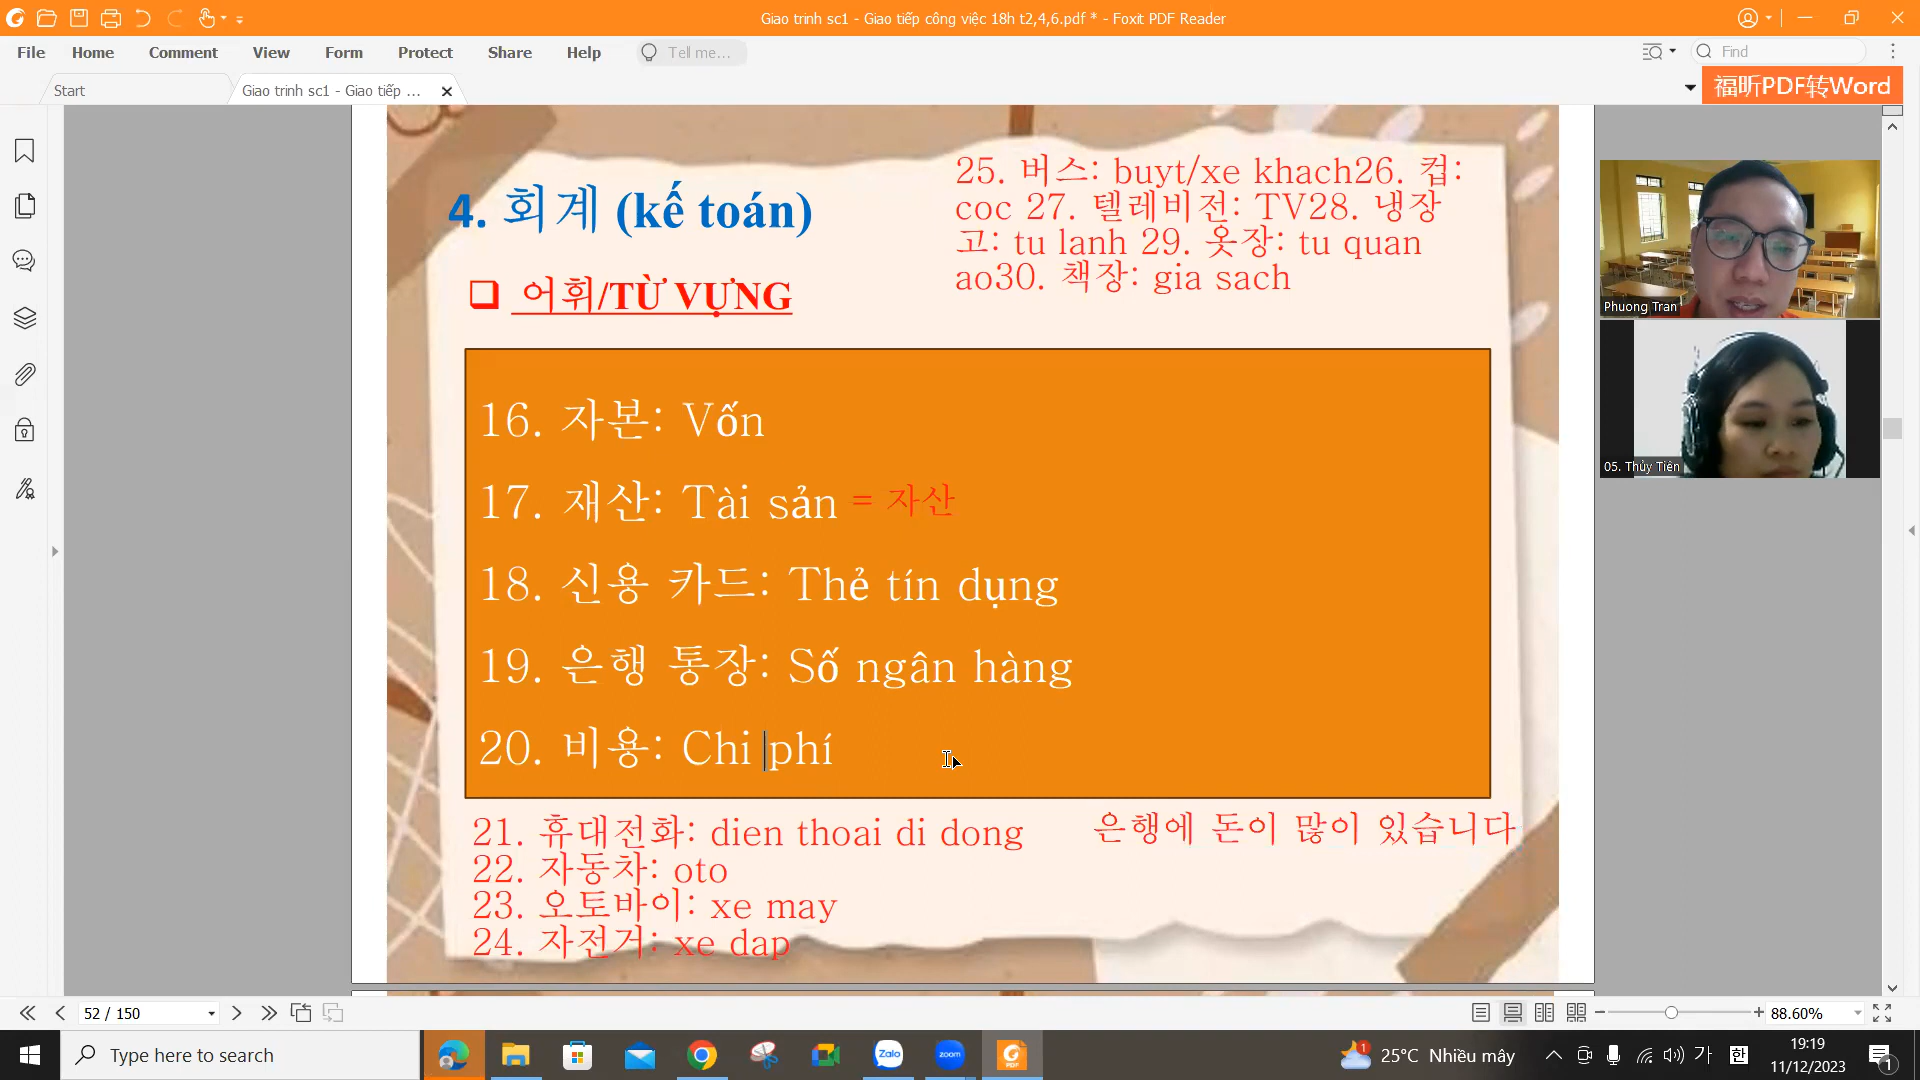 Giao trinh sc1 - Giao tiếp công việc 18h t2,4,6.pdf * - Foxit PDF Reader
File Home Comment View Form Protect Share Help Tell me... Find
Start
Giao trinh sc1 - Giao tiếp ...
福昕PDF转Word
4. 회계 (kế toán)
어휘/TỪ VỰNG
25. 버스: buyt/xe khach26. 컵:
coc 27. 텔레비전: TV28. 냉장
고: tu lanh 29. 옷장: tu quan
ao30. 책장: gia sach
16. 자본: Vốn
17. 재산: Tài sản = 자산
18. 신용 카드: Thẻ tín dụng
19. 은행 통장: Số ngân hàng
20. 비용: Chi phí
21. 휴대전화: dien thoai di dong
22. 자동차: oto
23. 오토바이: xe may
24. 자전거: xe dap
은행에 돈이 많이 있습니다
Phuong Tran
05. Thủy Tiên
52 / 150
88.60%
Type here to search
Zalo
zoom
PDF
1
25°C Nhiều mây
가
한
19:19
11/12/2023
1